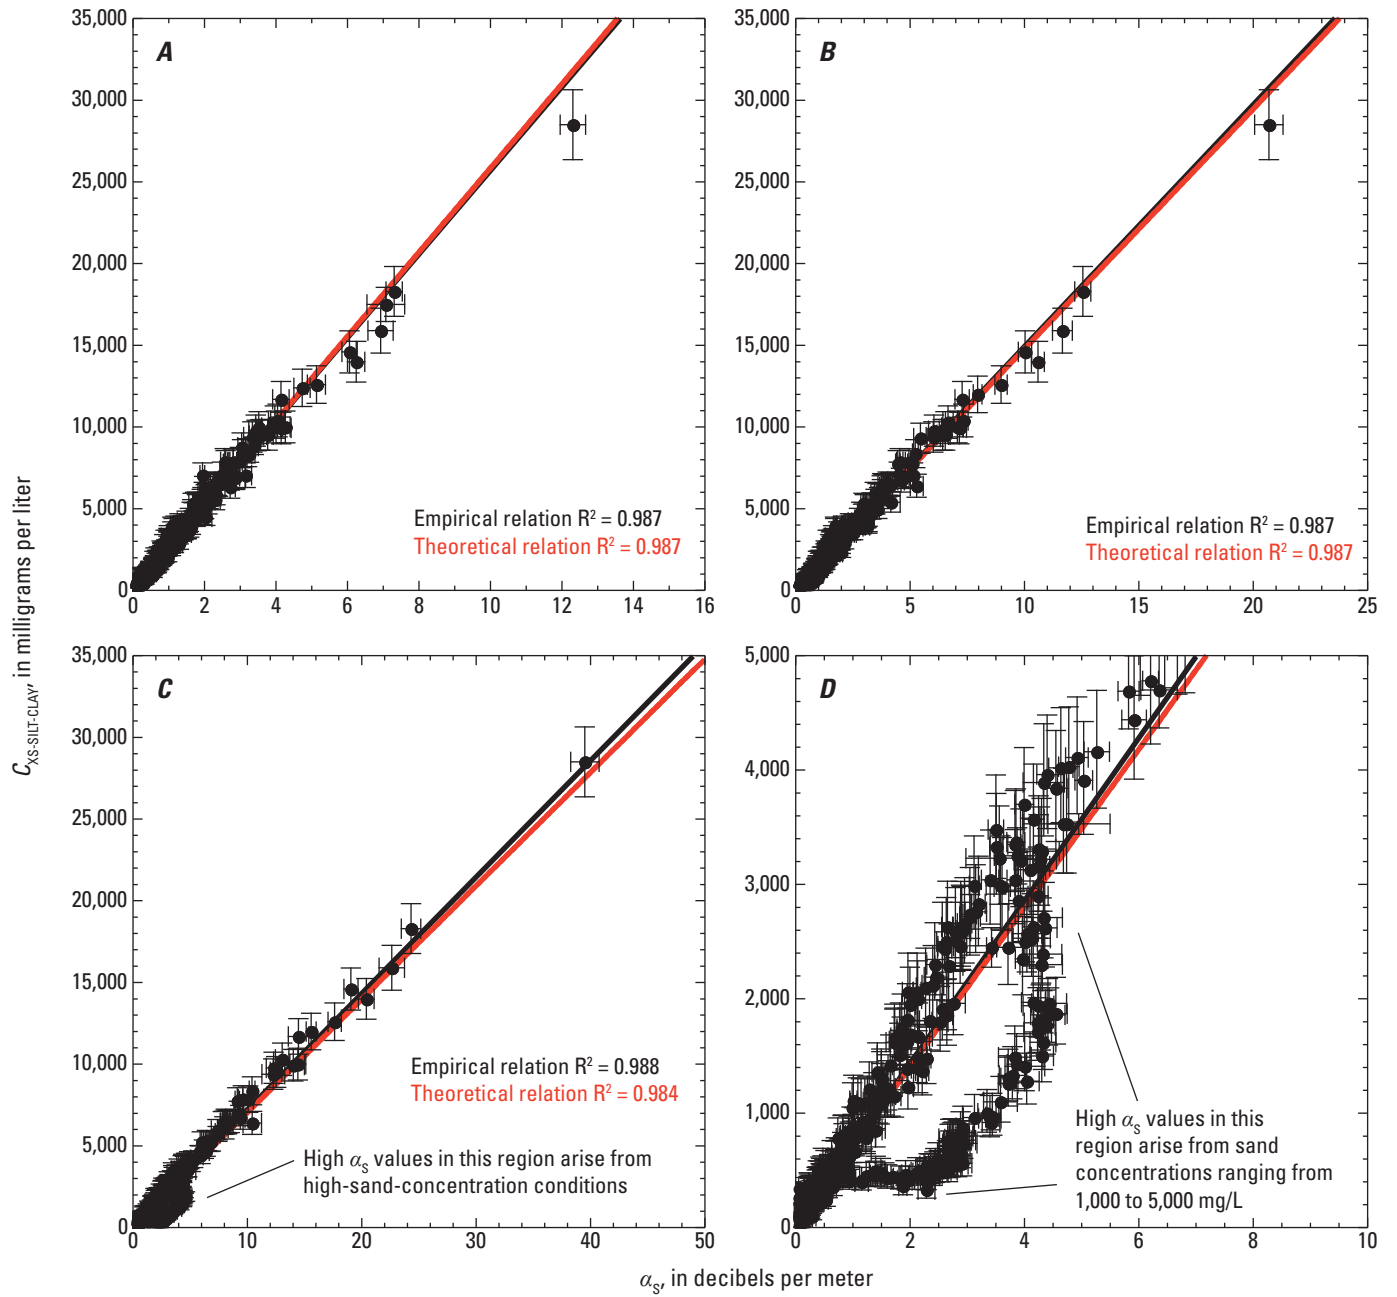 C_XS-SILT-CLAY, in milligrams per liter
A
35,000
30,000
25,000
20,000
15,000
10,000
5,000
0
0 2 4 6 8 10 12 14 16
Empirical relation R² = 0.987
Theoretical relation R² = 0.987
B
35,000
30,000
25,000
20,000
15,000
10,000
5,000
0
0 5 10 15 20 25
Empirical relation R² = 0.987
Theoretical relation R² = 0.987
C
35,000
30,000
25,000
20,000
15,000
10,000
5,000
0
0 10 20 30 40 50
Empirical relation R² = 0.988
Theoretical relation R² = 0.984
High αₛ values in this region arise from
high-sand-concentration conditions
D
5,000
4,000
3,000
2,000
1,000
0
0 2 4 6 8 10
High αₛ values in this
region arise from sand
concentrations ranging from
1,000 to 5,000 mg/L
αₛ, in decibels per meter